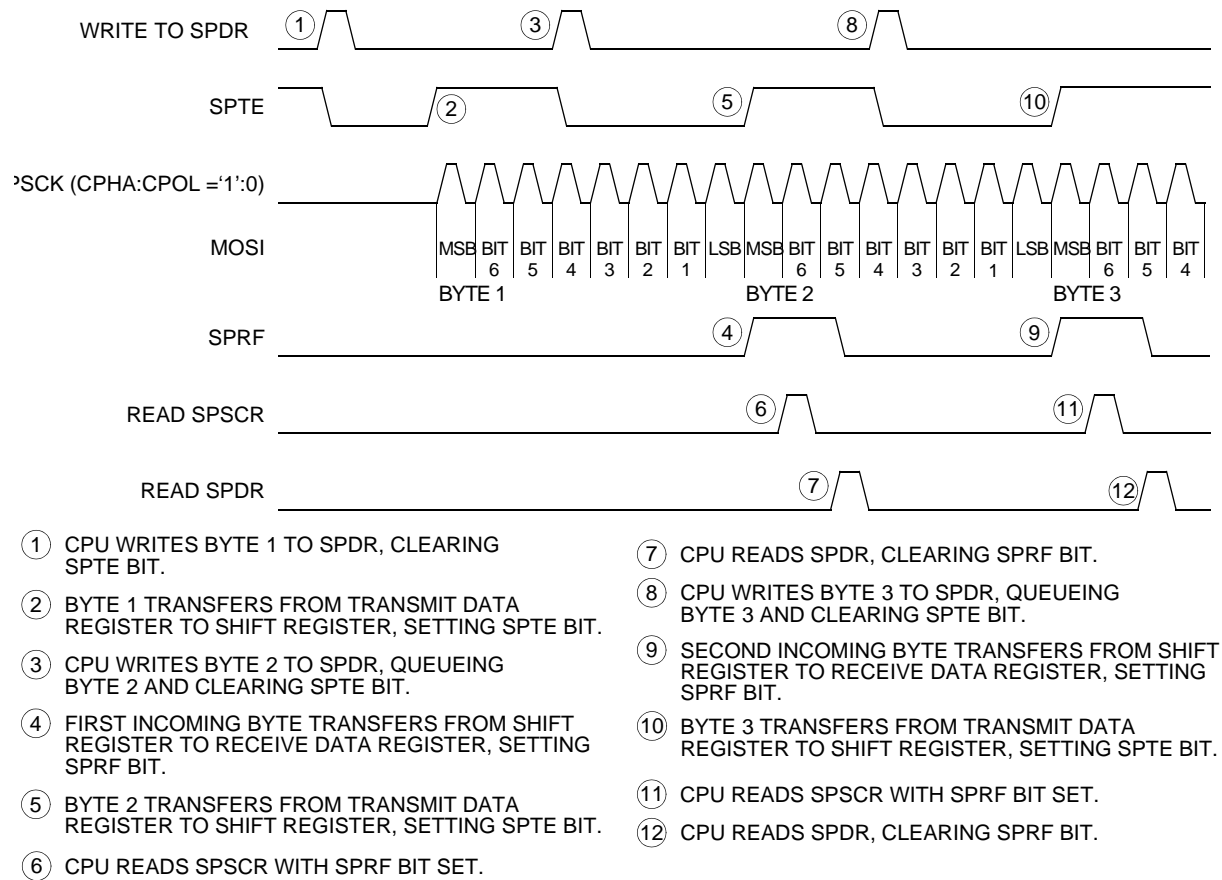 WRITE TO SPDR
1
3
8
SPTE
2
5
10
PSCK (CPHA:CPOL =‘1’:0)
MOSI
MSB BIT 6 BIT 5 BIT 4 BIT 3 BIT 2 BIT 1 LSB MSB BIT 6 BIT 5 BIT 4 BIT 3 BIT 2 BIT 1 LSB MSB BIT 6 BIT 5 BIT 4
BYTE 1
BYTE 2
BYTE 3
SPRF
4
9
READ SPSCR
6
11
READ SPDR
7
12
1 CPU WRITES BYTE 1 TO SPDR, CLEARING
SPTE BIT.
2 BYTE 1 TRANSFERS FROM TRANSMIT DATA
REGISTER TO SHIFT REGISTER, SETTING SPTE BIT.
3 CPU WRITES BYTE 2 TO SPDR, QUEUEING
BYTE 2 AND CLEARING SPTE BIT.
4 FIRST INCOMING BYTE TRANSFERS FROM SHIFT
REGISTER TO RECEIVE DATA REGISTER, SETTING
SPRF BIT.
5 BYTE 2 TRANSFERS FROM TRANSMIT DATA
REGISTER TO SHIFT REGISTER, SETTING SPTE BIT.
6 CPU READS SPSCR WITH SPRF BIT SET.
7 CPU READS SPDR, CLEARING SPRF BIT.
8 CPU WRITES BYTE 3 TO SPDR, QUEUEING
BYTE 3 AND CLEARING SPTE BIT.
9 SECOND INCOMING BYTE TRANSFERS FROM SHIFT
REGISTER TO RECEIVE DATA REGISTER, SETTING
SPRF BIT.
10 BYTE 3 TRANSFERS FROM TRANSMIT DATA
REGISTER TO SHIFT REGISTER, SETTING SPTE BIT.
11 CPU READS SPSCR WITH SPRF BIT SET.
12 CPU READS SPDR, CLEARING SPRF BIT.